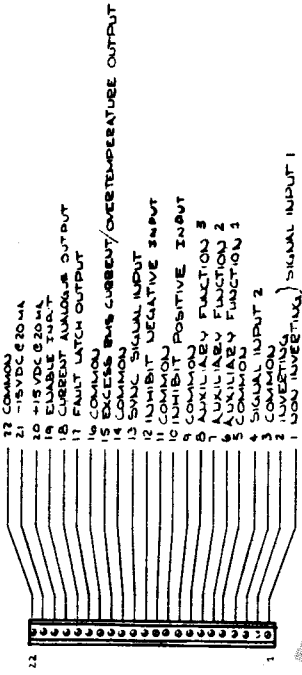 22 COMMON
21 -15VDC @ 20MA
20 +15VDC @ 20MA
19 ENABLE INPUT
18 CURRENT ANALOGUE OUTPUT
17 FAULT LATCH OUTPUT
16 COMMON
15 EXCESS RMS CURRENT/OVERTEMPERATURE OUTPUT
14 COMMON
13 SYNC SIGNAL INPUT
12 INHIBIT NEGATIVE INPUT
11 COMMON
10 INHIBIT POSITIVE INPUT
9 COMMON
8 AUXILIARY FUNCTION 3
7 AUXILIARY FUNCTION 2
6 AUXILIARY FUNCTION 1
5 COMMON
4 SIGNAL INPUT 2
3 COMMON
2 INVERTING
1 NON INVERTING } SIGNAL INPUT 1
22
1